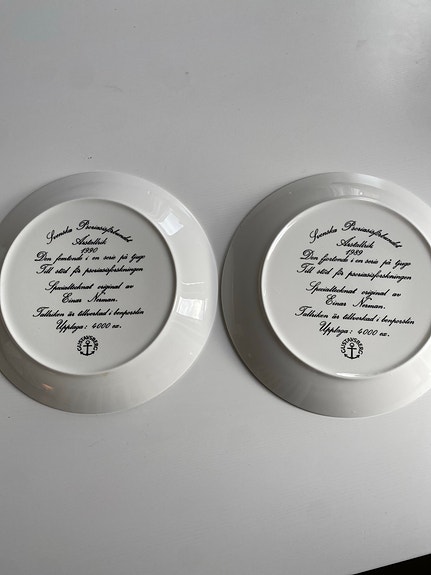 Svenska Psoriasisförbundet
Årstallrik
1990
Den femtonde i en serie på tjugo
Till stöd för psoriasisforskningen
Specialtecknat original av
Einar Nerman.
Tallriken är tillverkad i benporslin
Upplaga: 4000 ex.
GUSTAVSBERG
Svenska Psoriasisförbundet
Årstallrik
1989
Den fjortonde i en serie på tjugo
Till stöd för psoriasisforskningen
Specialtecknat original av
Einar Nerman.
Tallriken är tillverkad i benporslin
Upplaga: 4000 ex.
GUSTAVSBERG